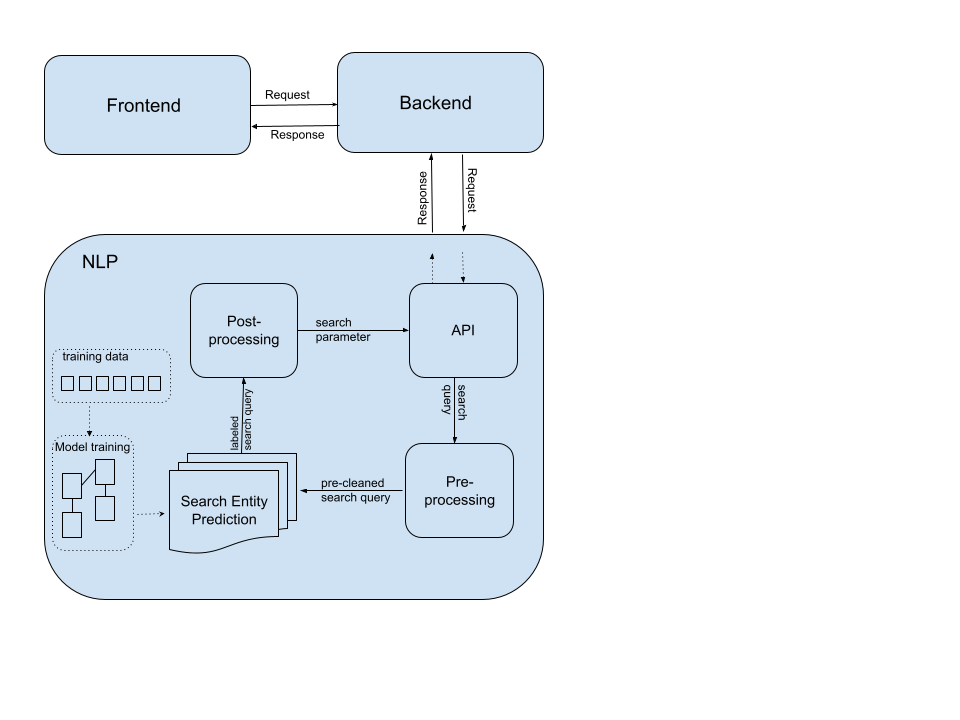 Frontend
Request
Response
Backend
Response
Request
NLP
Post-
processing
search
parameter
API
training data
labeled
search query
search
query
Model training
Search Entity
Prediction
pre-cleaned
search query
Pre-
processing